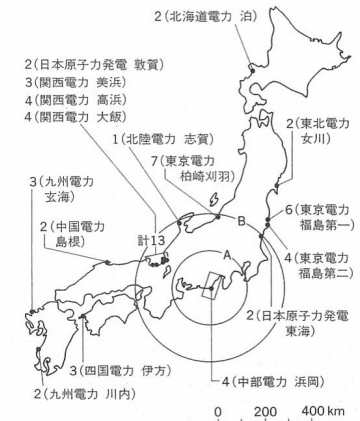 2(北海道電力 泊)
2(日本原子力発電 敦賀)
3(関西電力 美浜)
4(関西電力 高浜)
4(関西電力 大飯)
1(北陸電力 志賀)
7(東京電力
柏崎刈羽)
2(東北電力
女川)
3(九州電力
玄海)
B
6(東京電力
福島第一)
2(中国電力
島根)
計13
A
4(東京電力
福島第二)
2(日本原子力発電
東海)
3(四国電力 伊方)
4(中部電力 浜岡)
2(九州電力 川内)
0 200 400 km